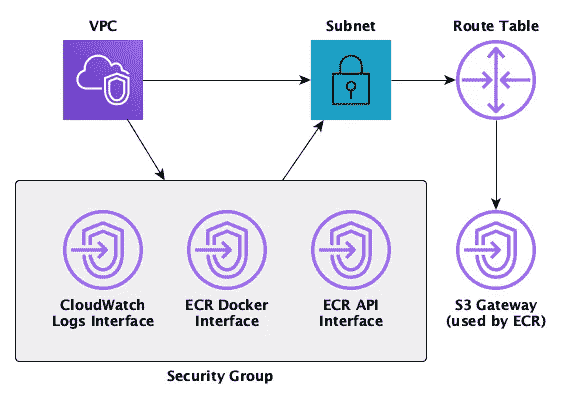 VPC
Subnet
Route Table
CloudWatch
Logs Interface
ECR Docker
Interface
ECR API
Interface
S3 Gateway
(used by ECR)
Security Group